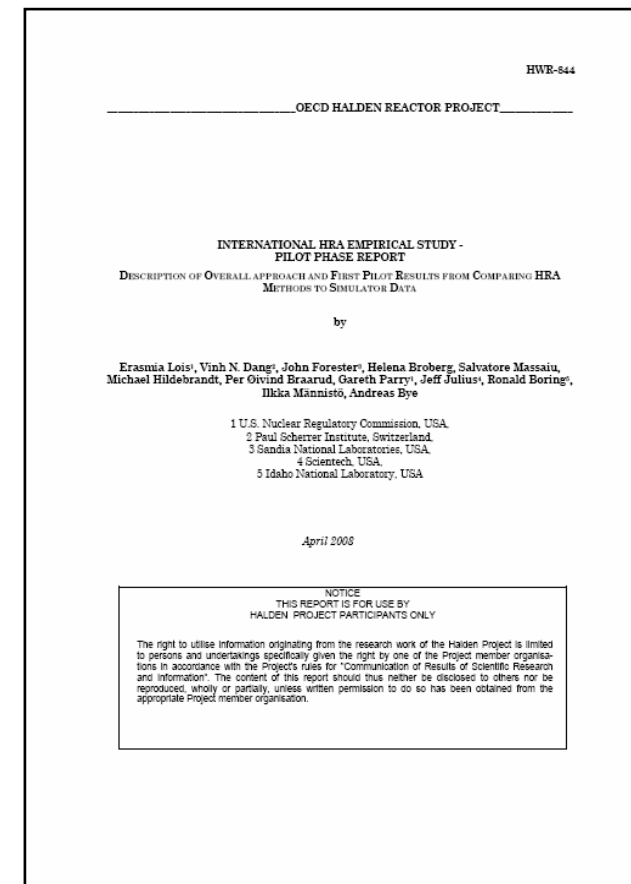 HWR-844
OECD HALDEN REACTOR PROJECT
INTERNATIONAL HRA EMPIRICAL STUDY -
PILOT PHASE REPORT
DESCRIPTION OF OVERALL APPROACH AND FIRST PILOT RESULTS FROM COMPARING HRA
METHODS TO SIMULATOR DATA
by
Erasmia Lois¹, Vinh N. Dang², John Forester³, Helena Broberg, Salvatore Massaiu,
Michael Hildebrandt, Per Øivind Braarud, Gareth Parry¹, Jeff Julius⁴, Ronald Boring⁵,
Ilkka Männistö, Andreas Bye
1 U.S. Nuclear Regulatory Commission, USA,
2 Paul Scherrer Institute, Switzerland,
3 Sandia National Laboratories, USA,
4 Scientech, USA,
5 Idaho National Laboratory, USA
April 2008
NOTICE
THIS REPORT IS FOR USE BY
HALDEN PROJECT PARTICIPANTS ONLY
The right to utilise information originating from the research work of the Halden Project is limited
to persons and undertakings specifically given the right by one of the Project member organisa-
tions in accordance with the Project's rules for "Communication of Results of Scientific Research
and Information". The content of this report should thus neither be disclosed to others nor be
reproduced, wholly or partially, unless written permission to do so has been obtained from the
appropriate Project member organisation.